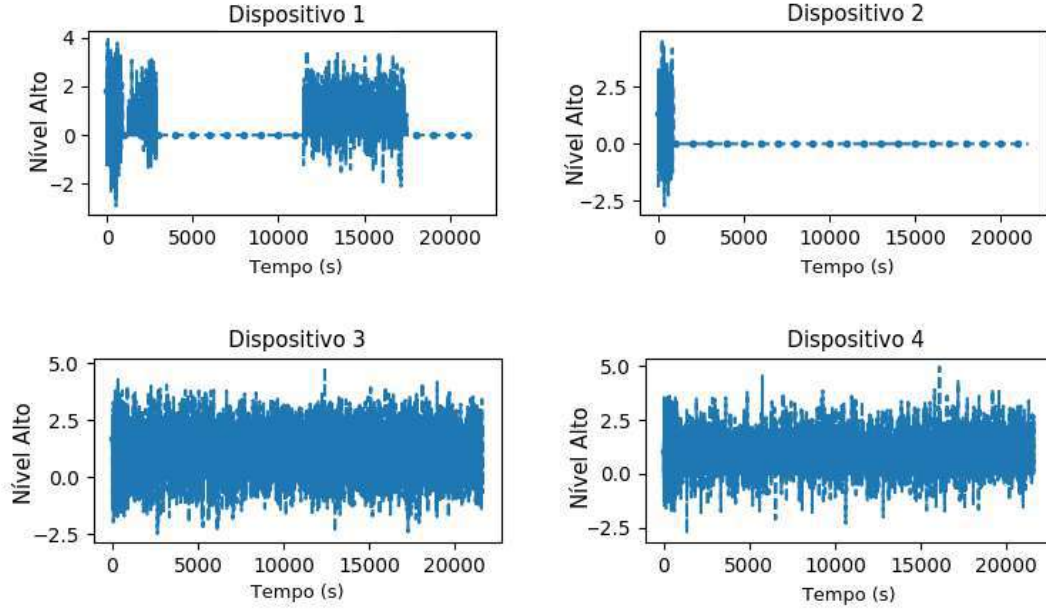 Dispositivo 1
Nível Alto
4
2
0
−2
0 5000 10000 15000 20000
Tempo (s)
Dispositivo 2
Nível Alto
2.5
0.0
−2.5
0 5000 10000 15000 20000
Tempo (s)
Dispositivo 3
Nível Alto
5.0
2.5
0.0
−2.5
0 5000 10000 15000 20000
Tempo (s)
Dispositivo 4
Nível Alto
5.0
2.5
0.0
−2.5
0 5000 10000 15000 20000
Tempo (s)